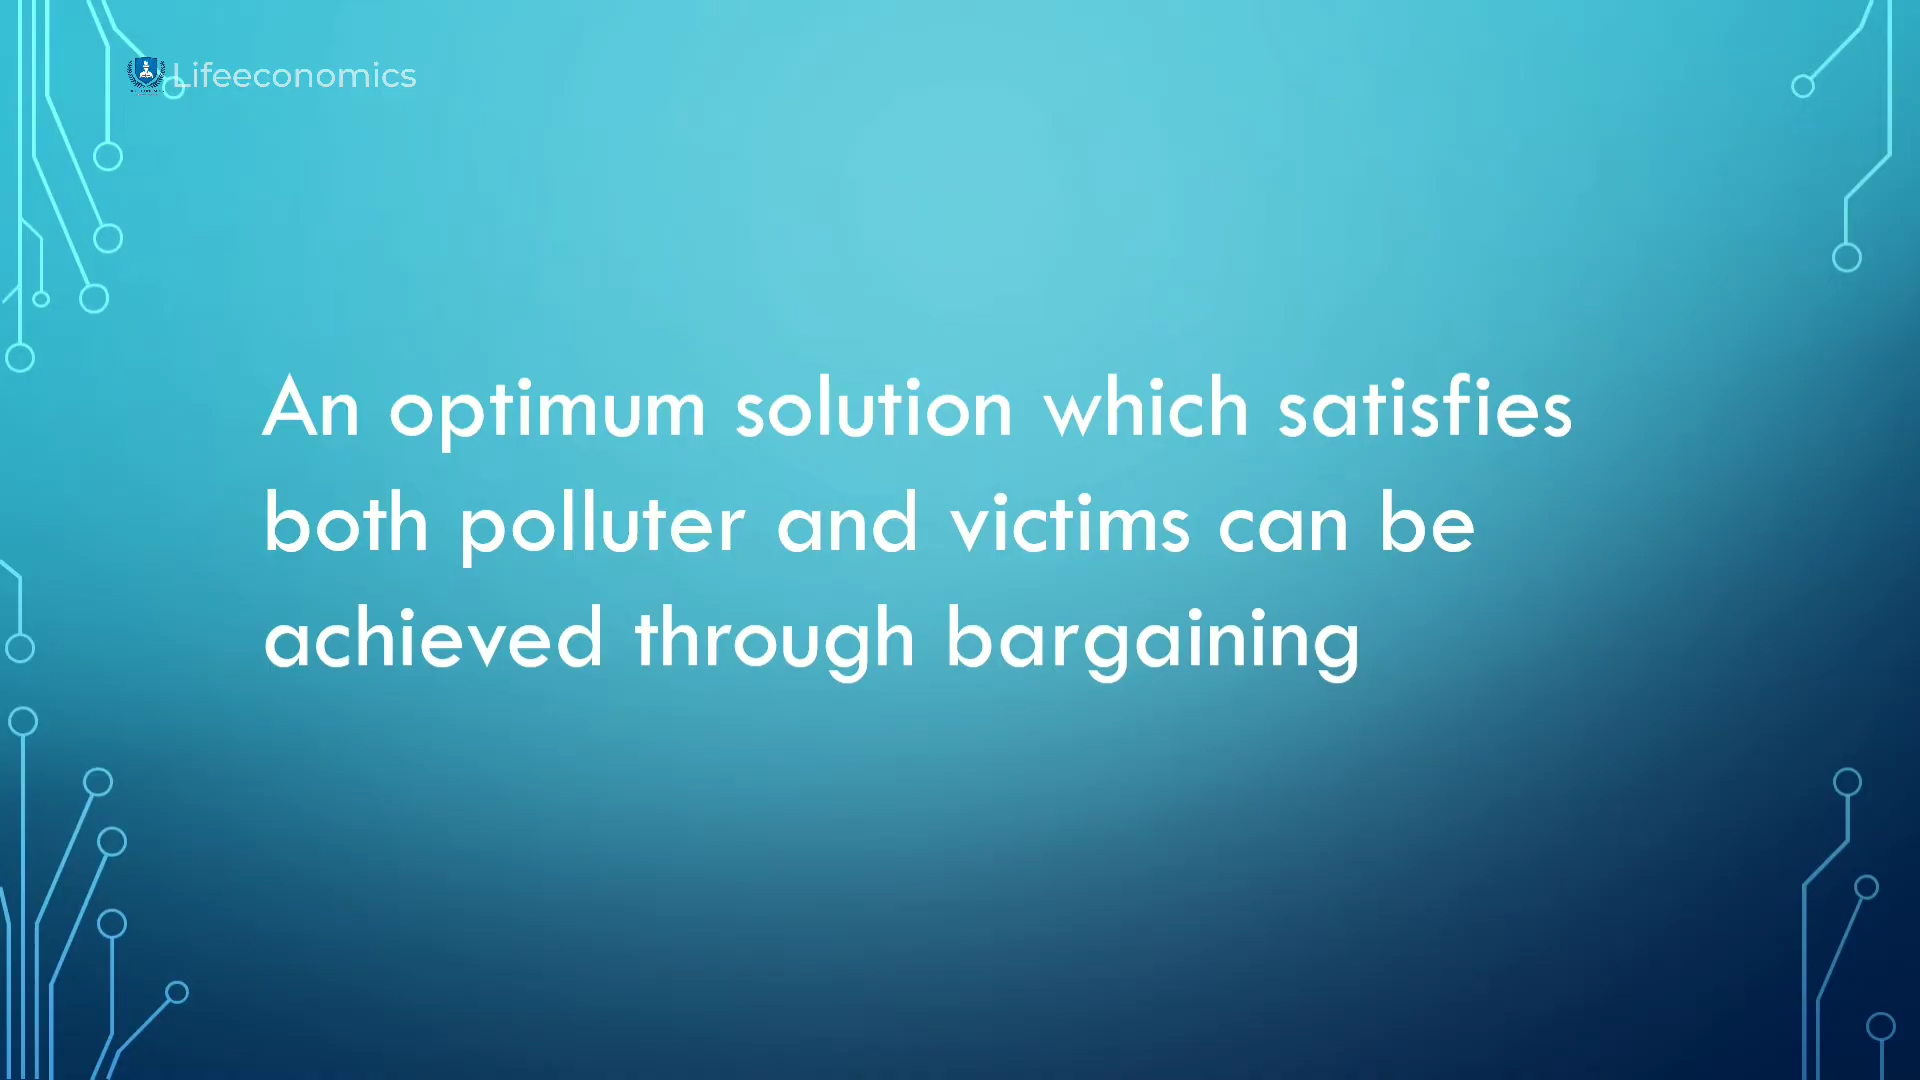 Lifeeconomics
An optimum solution which satisfies
both polluter and victims can be
achieved through bargaining